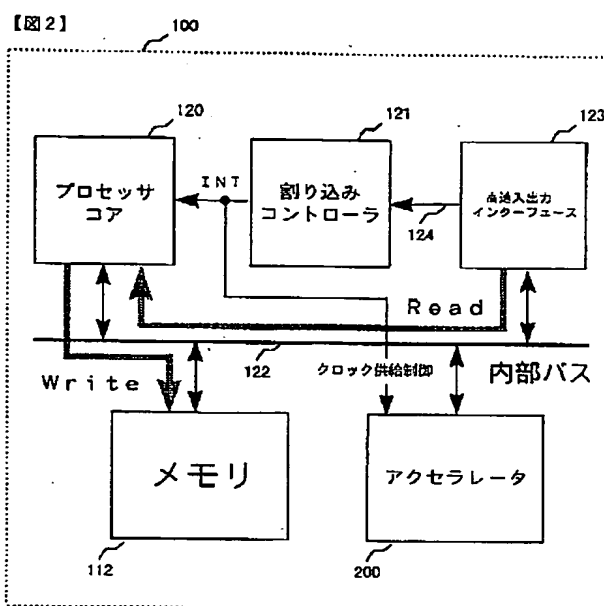 【図2】
100
120
121
123
プロセッサ
コア
INT
割り込み
コントローラ
高速入出力
インターフェース
124
Read
122
Write
クロック供給制御
内部バス
メモリ
アクセラレータ
112
200